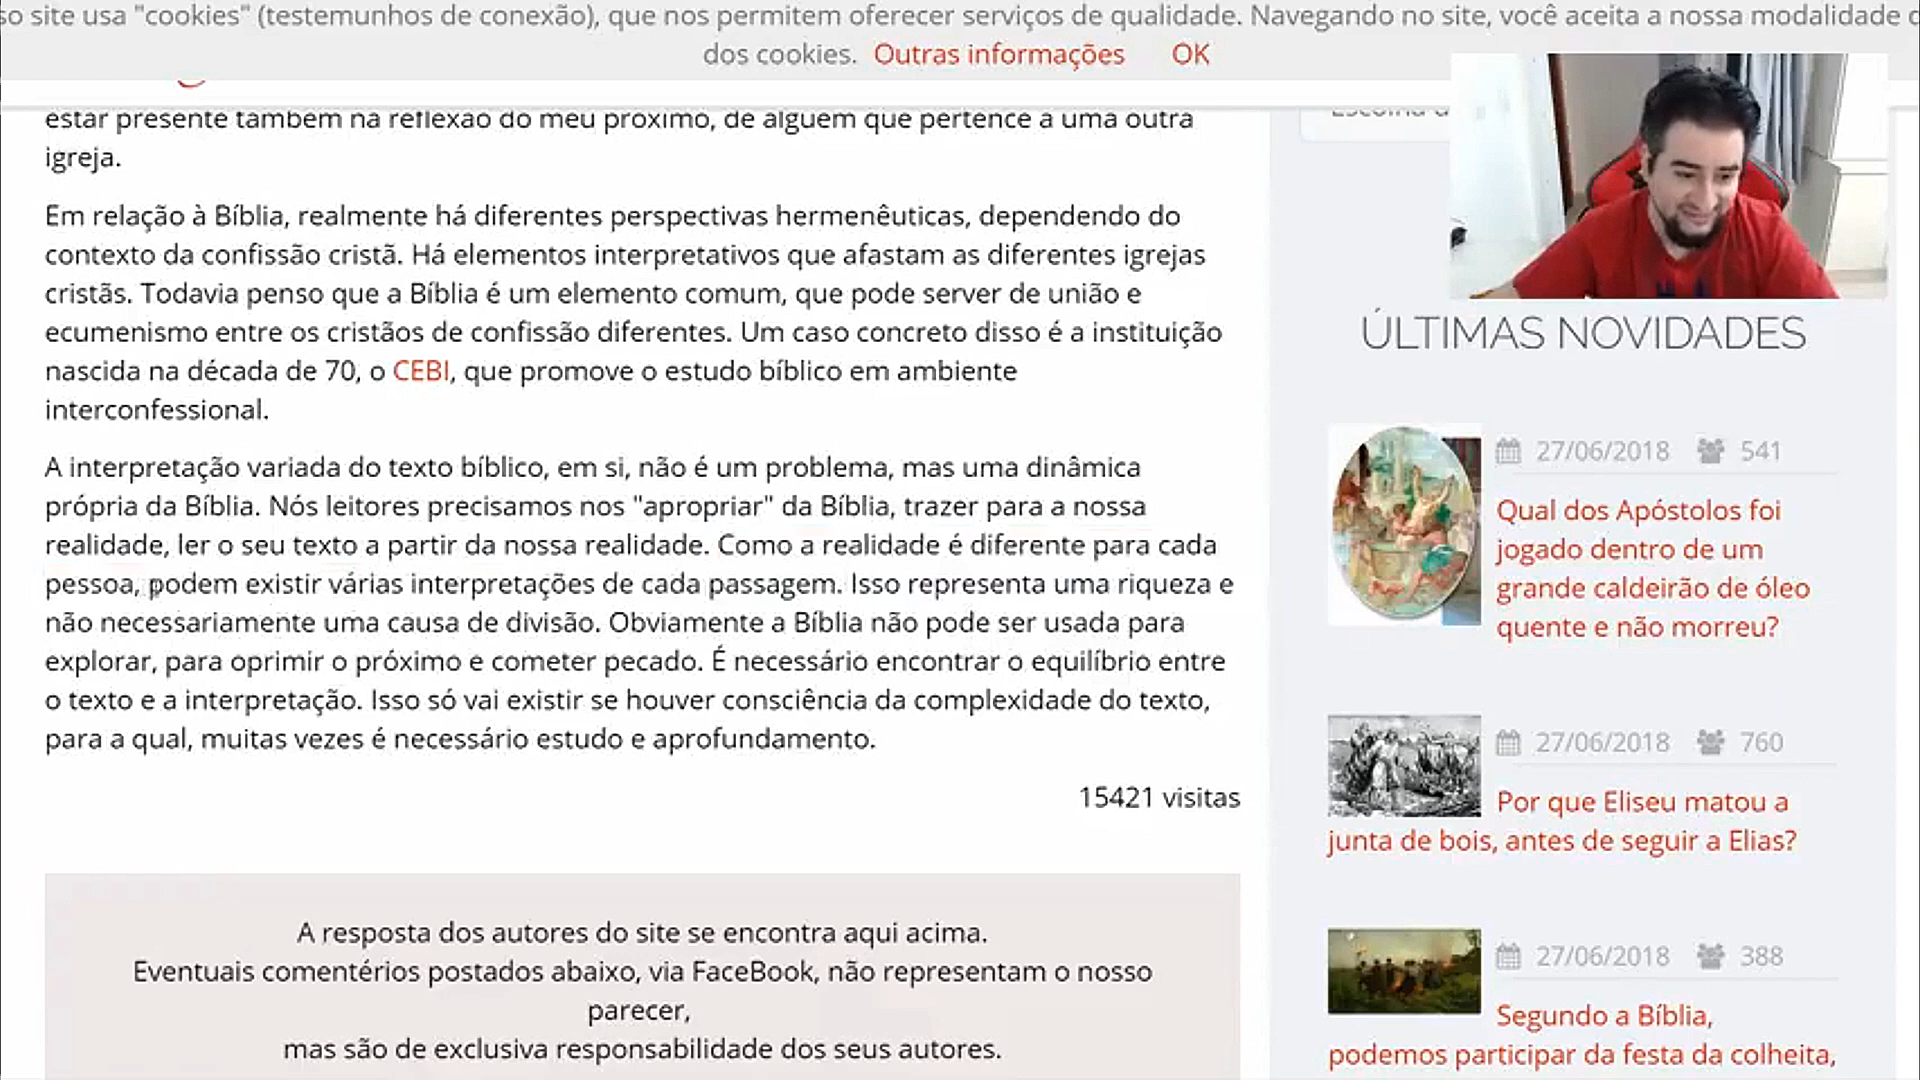 so site usa "cookies" (testemunhos de conexão), que nos permitem oferecer serviços de qualidade. Navegando no site, você aceita a nossa modalidade
dos cookies. Outras informações OK
estar presente também na reflexão do meu próximo, de alguém que pertence a uma outra
igreja.
Em relação à Bíblia, realmente há diferentes perspectivas hermenêuticas, dependendo do
contexto da confissão cristã. Há elementos interpretativos que afastam as diferentes igrejas
cristãs. Todavia penso que a Bíblia é um elemento comum, que pode server de união e
ecumenismo entre os cristãos de confissão diferentes. Um caso concreto disso é a instituição
nascida na década de 70, o CEBI, que promove o estudo bíblico em ambiente
interconfessional.
A interpretação variada do texto bíblico, em si, não é um problema, mas uma dinâmica
própria da Bíblia. Nós leitores precisamos nos "apropriar" da Bíblia, trazer para a nossa
realidade, ler o seu texto a partir da nossa realidade. Como a realidade é diferente para cada
pessoa, podem existir várias interpretações de cada passagem. Isso representa uma riqueza e
não necessariamente uma causa de divisão. Obviamente a Bíblia não pode ser usada para
explorar, para oprimir o próximo e cometer pecado. É necessário encontrar o equilíbrio entre
o texto e a interpretação. Isso só vai existir se houver consciência da complexidade do texto,
para a qual, muitas vezes é necessário estudo e aprofundamento.
15421 visitas
A resposta dos autores do site se encontra aqui acima.
Eventuais comentérios postados abaixo, via FaceBook, não representam o nosso
parecer,
mas são de exclusiva responsabilidade dos seus autores.
ÚLTIMAS NOVIDADES
27/06/2018 541
Qual dos Apóstolos foi
jogado dentro de um
grande caldeirão de óleo
quente e não morreu?
27/06/2018 760
Por que Eliseu matou a
junta de bois, antes de seguir a Elias?
27/06/2018 388
Segundo a Bíblia,
podemos participar da festa da colheita,